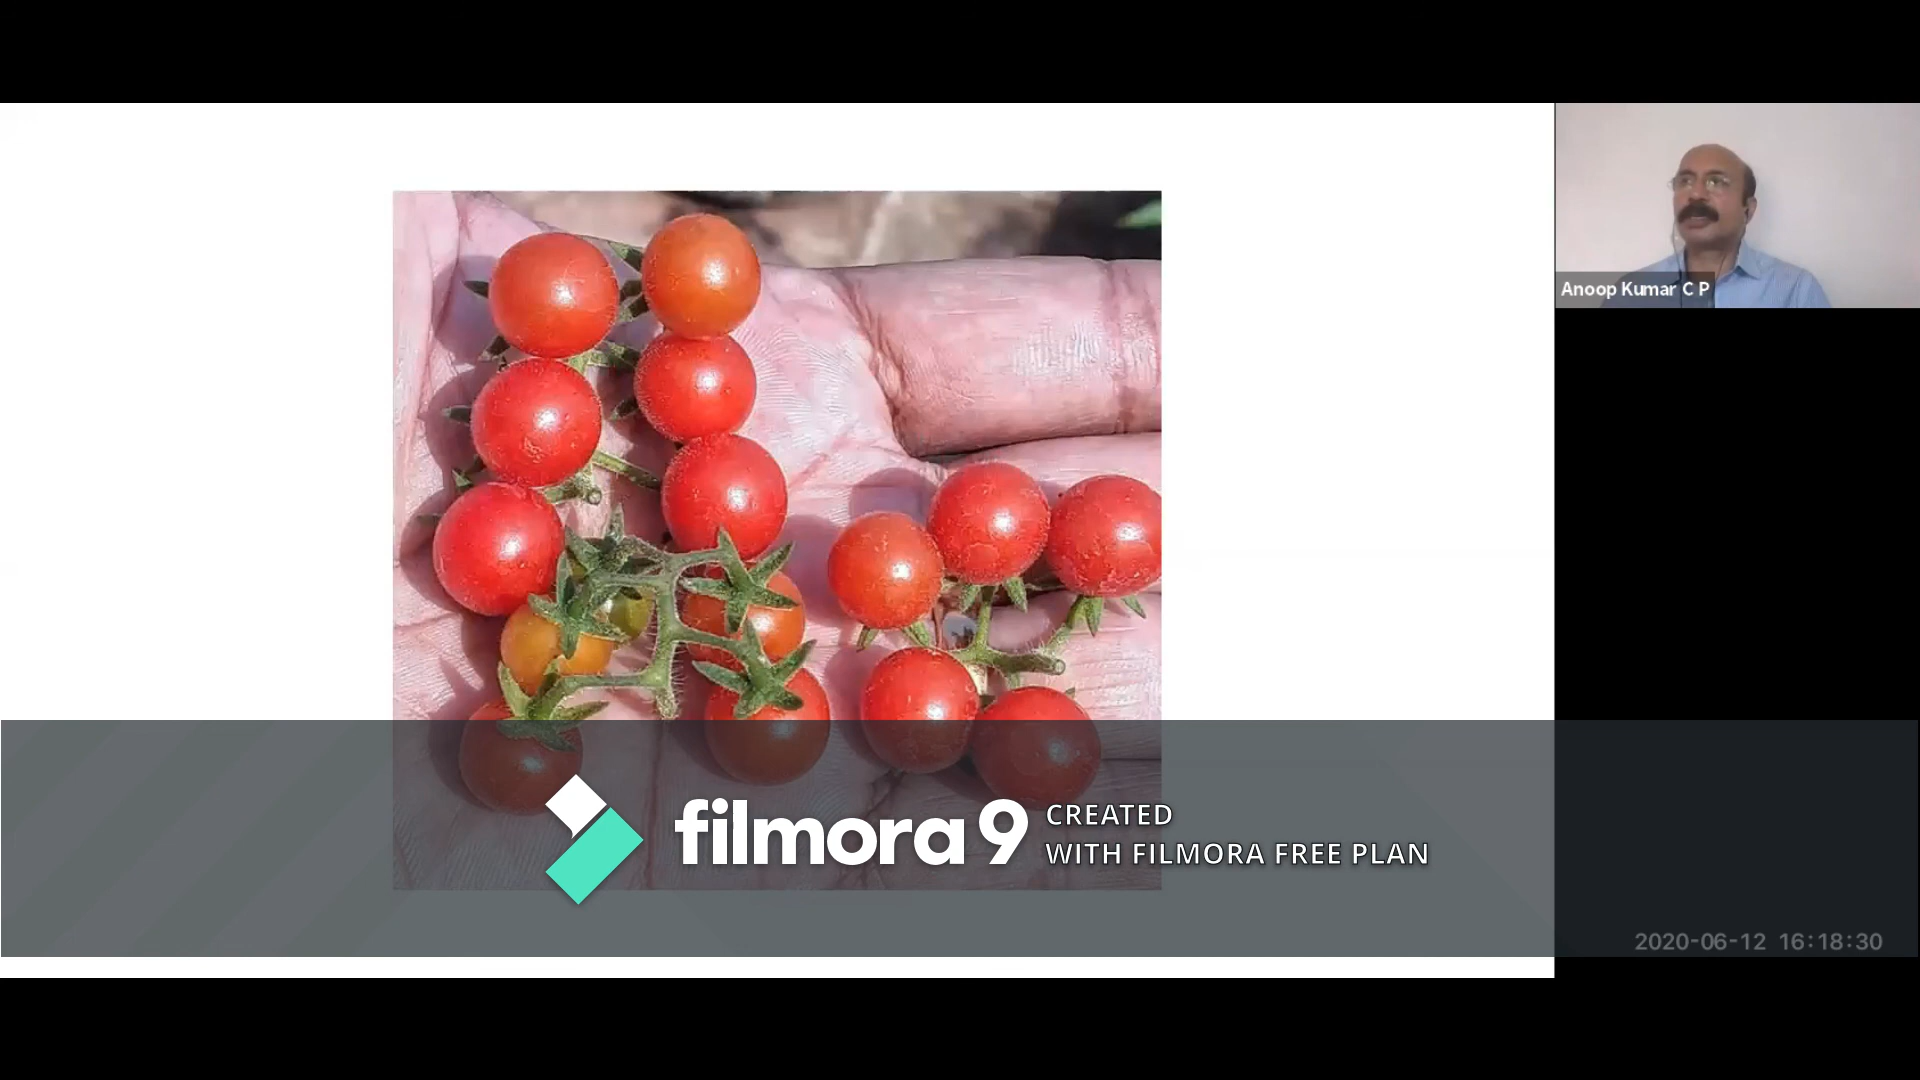 Anoop Kumar C P
filmora9
CREATED
WITH FILMORA FREE PLAN
2020-06-12 16:18:30